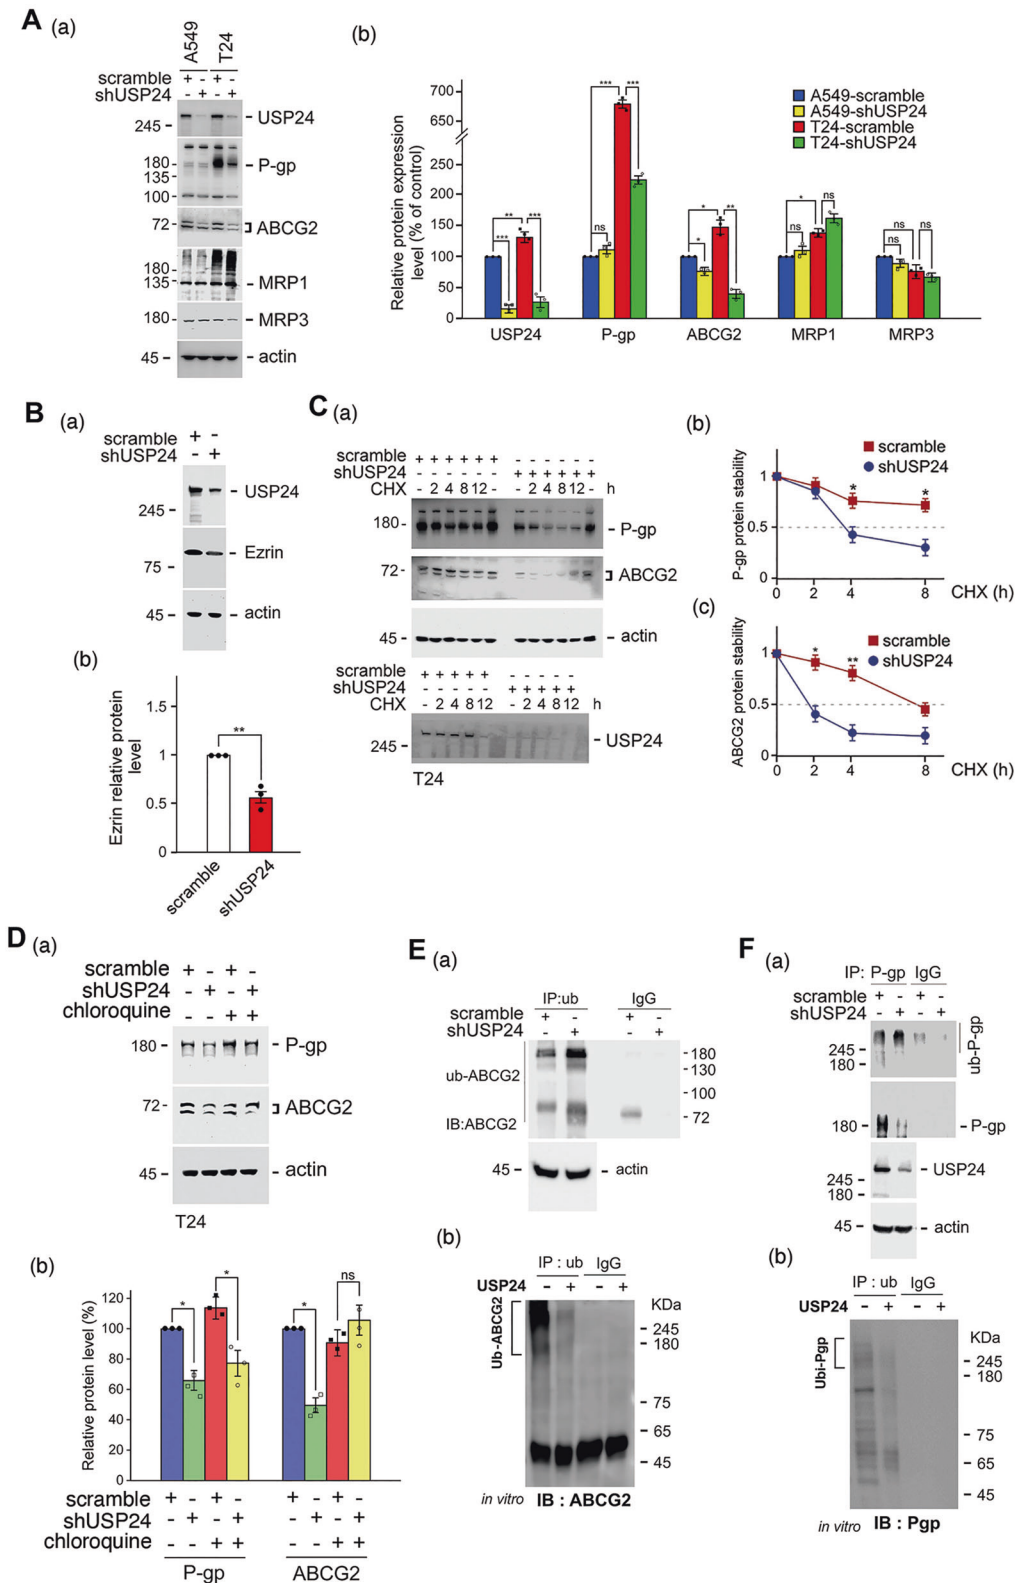 A (a)
A549
T24
scramble + - + -
shUSP24 - + - +
245 – – USP24
180 – – P-gp
135 –
100 –
72 – ABCG2
180 –
135 – – MRP1
180 – – MRP3
45 – – actin
(b)
Relative protein expression
level (% of control)
700
650
250
200
150
100
50
0
A549-scramble
A549-shUSP24
T24-scramble
T24-shUSP24
*** ** ***
ns *** ***
* * **
ns * ns
ns ns ns
USP24 P-gp ABCG2 MRP1 MRP3
B (a)
scramble + -
shUSP24 - +
– USP24
245 –
– Ezrin
75 –
45 – – actin
(b)
Ezrin relative protein
level
1.5
1
0.5
0
**
scramble shUSP24
C (a)
scramble + + + + + + - - - - - -
shUSP24 - - - - - - + + + + + +
CHX - 2 4 8 12 - - 2 4 8 12 - h
180 - – P-gp
72 - ABCG2
45 – – actin
scramble + + + + + - - - - -
shUSP24 - - - - - + + + + +
CHX - 2 4 8 12 - 2 4 8 12 h
245 – – USP24
T24
(b)
P-gp protein stability
scramble
shUSP24
1
0.5
0
* *
0 2 4 8 CHX (h)
(c)
ABCG2 protein stability
scramble
shUSP24
1
0.5
0
* **
0 2 4 8 CHX (h)
D (a)
scramble + - + -
shUSP24 - + - +
chloroquine - - + +
180 – – P-gp
72 – ABCG2
45 – – actin
T24
(b)
Relative protein level (%)
120
100
80
60
40
20
0
* * * ns
scramble + - + - + - + -
shUSP24 - + - + - + - +
chloroquine - - + + - - + +
P-gp ABCG2
E (a)
IP:ub IgG
scramble + - + -
shUSP24 - + - +
- 180
ub-ABCG2 - 130
- 100
IB:ABCG2 - 72
45 – – actin
(b)
IP : ub IgG
USP24 - + - +
Ub-ABCG2
KDa
- 245
- 180
- 75
- 65
- 45
in vitro IB : ABCG2
F (a)
IP: P-gp IgG
scramble + - + -
shUSP24 - + - +
ub-P-gp
245 –
180 –
180 – – P-gp
– USP24
245 –
180 –
45 – – actin
(b)
IP : ub IgG
USP24 - + - +
Ubi-Pgp
KDa
- 245
- 180
- 75
- 65
- 45
in vitro IB : Pgp